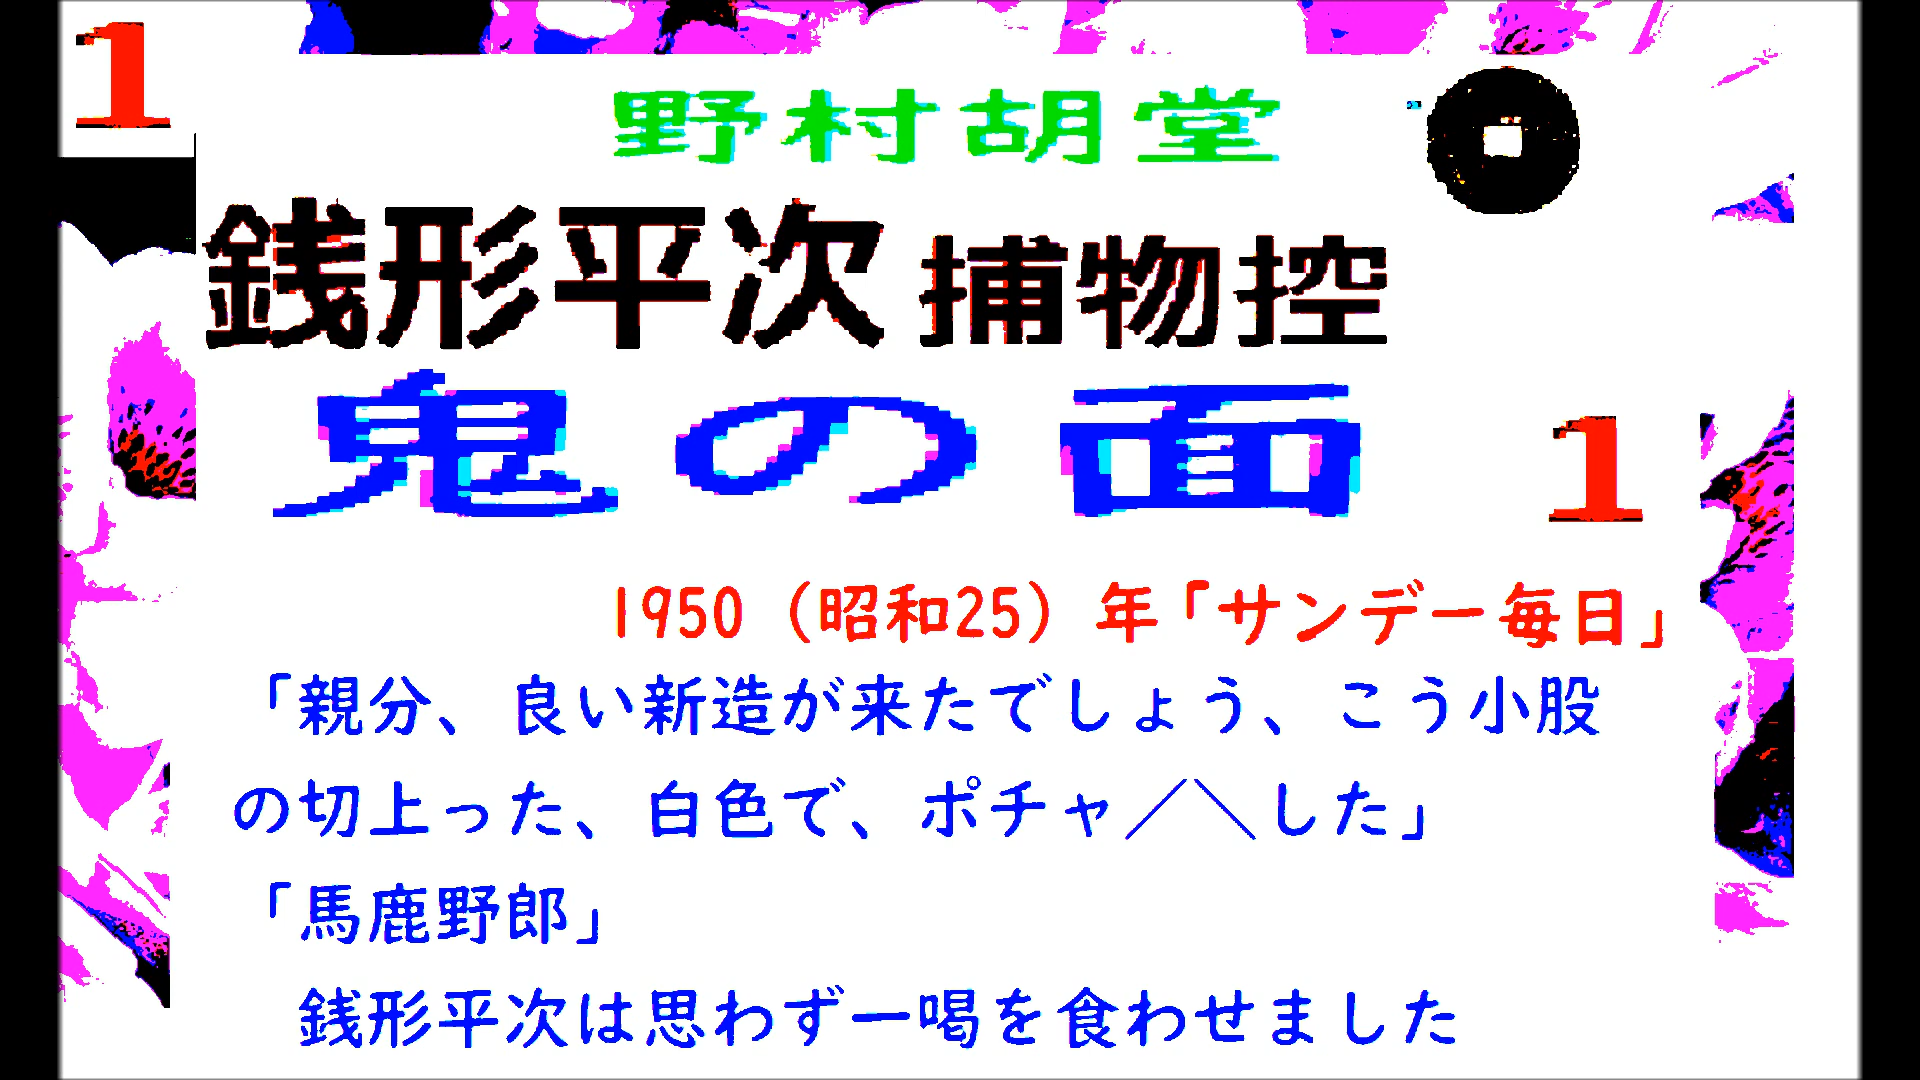 1
野村胡堂
銭形平次 捕物控
鬼の面 1
1950（昭和25）年「サンデー毎日」
「親分、良い新造が来たでしょう、こう小股
の切上った、白色で、ポチャ／＼した」
「馬鹿野郎」
銭形平次は思わず一喝を食わせました